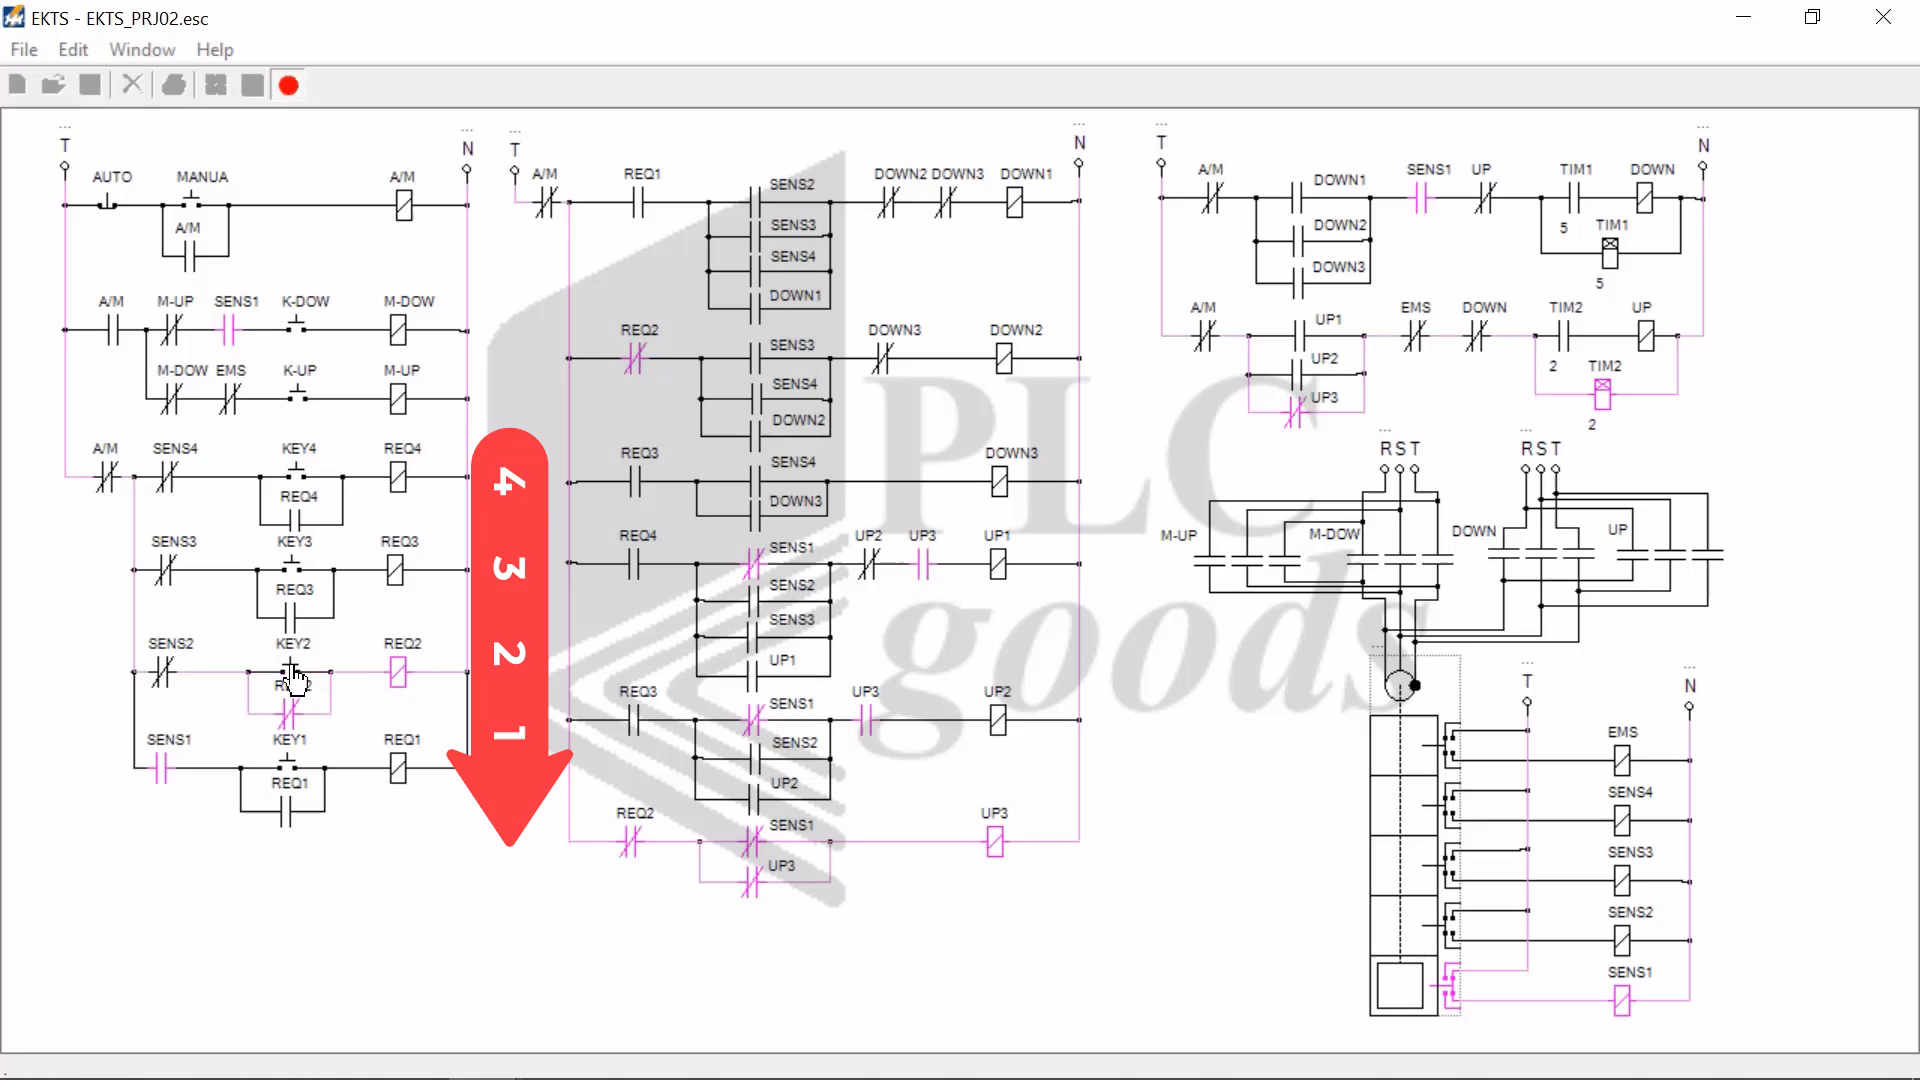 EKTS - EKTS_PRJ02.esc
File Edit Window Help
T N
AUTO MANUA A/M
A/M
A/M M-UP SENS1 K-DOW M-DOW
M-DOW EMS K-UP M-UP
A/M SENS4 KEY4 REQ4
REQ4
SENS3 KEY3 REQ3
REQ3
SENS2 KEY2 REQ2
SENS1 KEY1 REQ1
REQ1
4
3
2
1
T N
A/M REQ1 SENS2 DOWN2 DOWN3 DOWN1
SENS3
SENS4
DOWN1
REQ2 SENS3 DOWN3 DOWN2
SENS4
DOWN2
REQ3 SENS4 DOWN3
DOWN3
REQ4 SENS1 UP2 UP3 UP1
SENS2
SENS3
UP1
REQ3 SENS1 UP3 UP2
SENS2
UP2
REQ2 SENS1 UP3
UP3
PLC
goods
T N
A/M DOWN1 SENS1 UP TIM1 DOWN
DOWN2 5 TIM1
DOWN3 5
A/M UP1 EMS DOWN TIM2 UP
UP2 2 TIM2
UP3 2
R S T R S T
M-UP M-DOW DOWN UP
T N
EMS
SENS4
SENS3
SENS2
SENS1